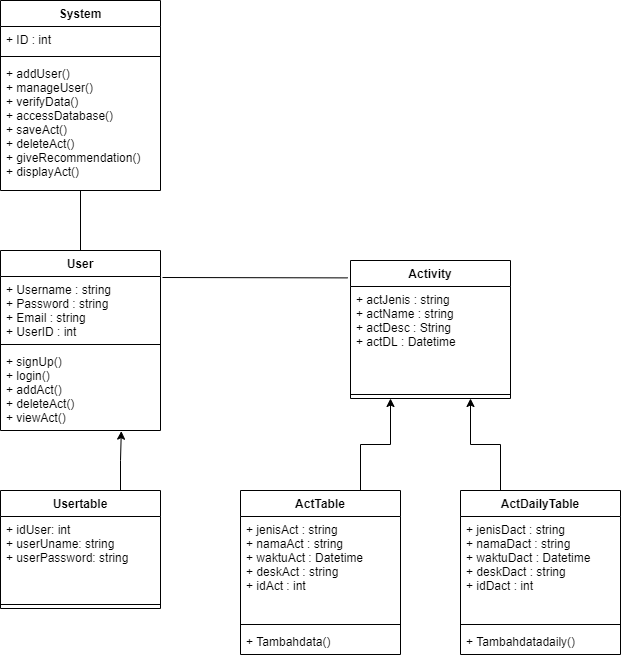 System
+ ID : int
+ addUser()
+ manageUser()
+ verifyData()
+ accessDatabase()
+ saveAct()
+ deleteAct()
+ giveRecommendation()
+ displayAct()
User
+ Username : string
+ Password : string
+ Email : string
+ UserID : int
+ signUp()
+ login()
+ addAct()
+ deleteAct()
+ viewAct()
Activity
+ actJenis : string
+ actName : string
+ actDesc : String
+ actDL : Datetime
Usertable
+ idUser: int
+ userUname: string
+ userPassword: string
ActTable
+ jenisAct : string
+ namaAct : string
+ waktuAct : Datetime
+ deskAct : string
+ idAct : int
+ Tambahdata()
ActDailyTable
+ jenisDact : string
+ namaDact : string
+ waktuDact : Datetime
+ deskDact : string
+ idDact : int
+ Tambahdatadaily()